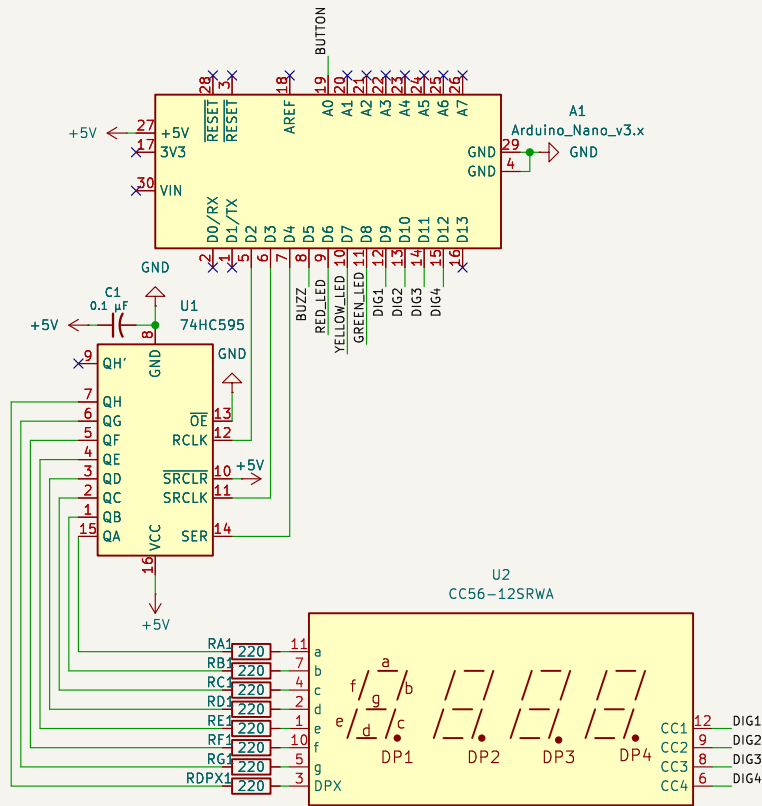 BUTTON
28 3 18 19 20 21 22 23 24 25 26
RESET RESET AREF A0 A1 A2 A3 A4 A5 A6 A7
A1
Arduino_Nano_v3.x
+5V 27 +5V
17 3V3
30 VIN
GND 29 GND
GND 4
D0/RX D1/TX D2 D3 D4 D5 D6 D7 D8 D9 D10 D11 D12 D13
2 1 5 6 7 8 9 10 11 12 13 14 15 16
BUZZ RED_LED YELLOW_LED GREEN_LED DIG1 DIG2 DIG3 DIG4
GND
C1
0.1 µF
+5V
U1
74HC595
8 GND
GND
9 QH'
7 QH
6 QG
5 QF
4 QE
3 QD
2 QC
1 QB
15 QA
OE 13
RCLK 12
SRCLR 10 +5V
SRCLK 11
SER 14
VCC 16
+5V
U2
CC56-12SRWA
RA1 220 11 a
RB1 220 7 b
RC1 220 4 c
RD1 220 2 d
RE1 220 1 e
RF1 220 10 f
RG1 220 5 g
RDPX1 220 3 DPX
a
f b
g
e d c
DP1 DP2 DP3 DP4
CC1 12 DIG1
CC2 9 DIG2
CC3 8 DIG3
CC4 6 DIG4